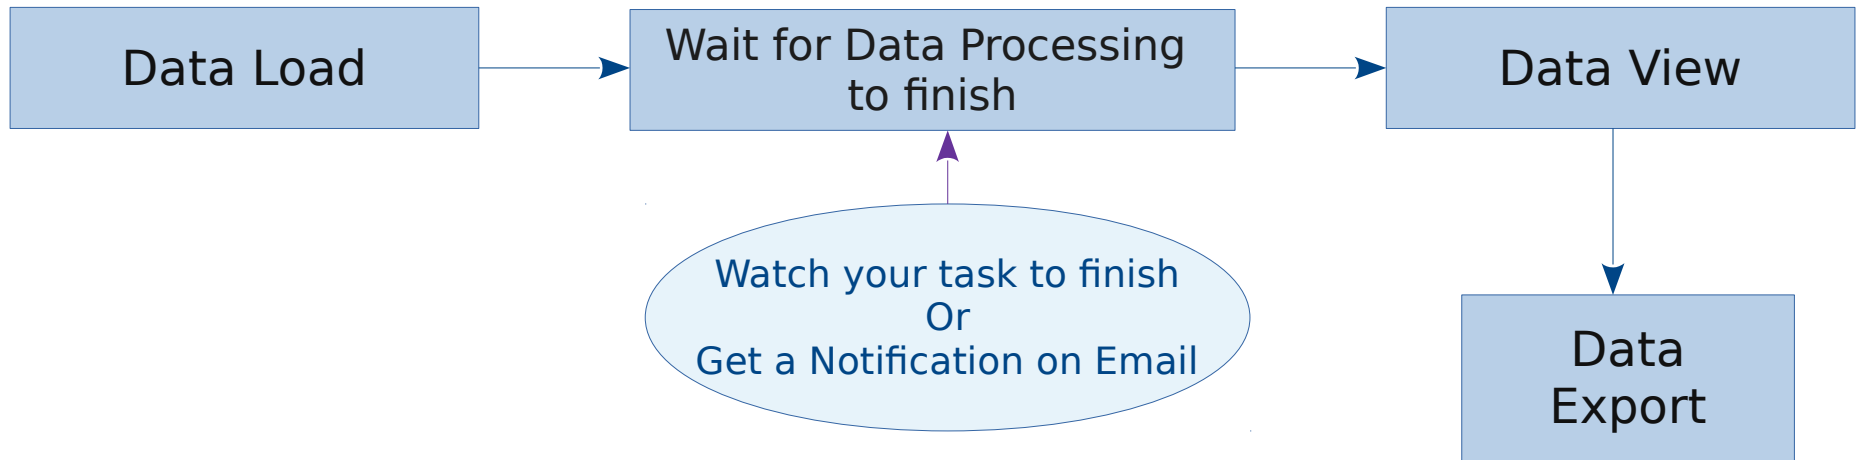 Data Load
Wait for Data Processing
to finish
Data View
Watch your task to finish
Or
Get a Notification on Email
Data
Export